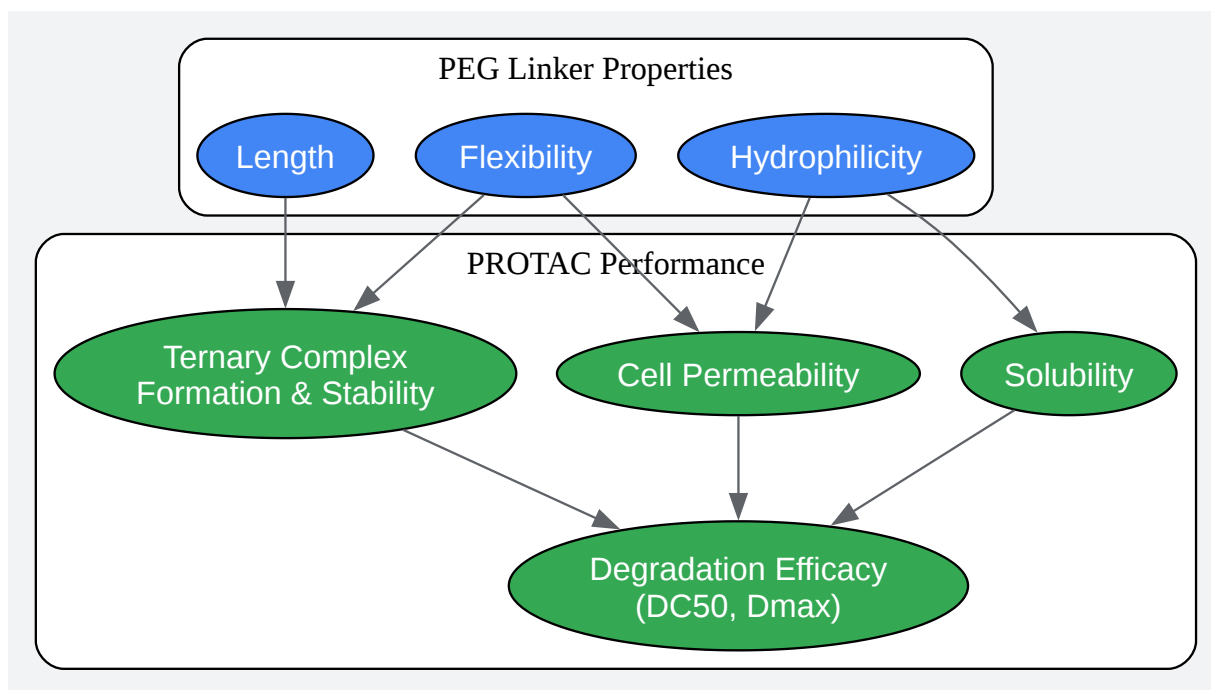 PEG Linker Properties
Length
Flexibility
Hydrophilicity
PROTAC Performance
Ternary Complex
Formation & Stability
Cell Permeability
Solubility
Degradation Efficacy
(DC50, Dmax)